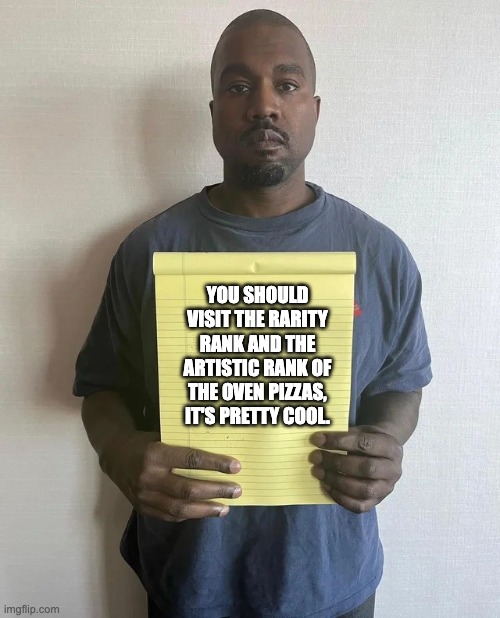 YOU SHOULD
VISIT THE RARITY
RANK AND THE
ARTISTIC RANK OF
THE OVEN PIZZAS,
IT'S PRETTY COOL.
imgflip.com